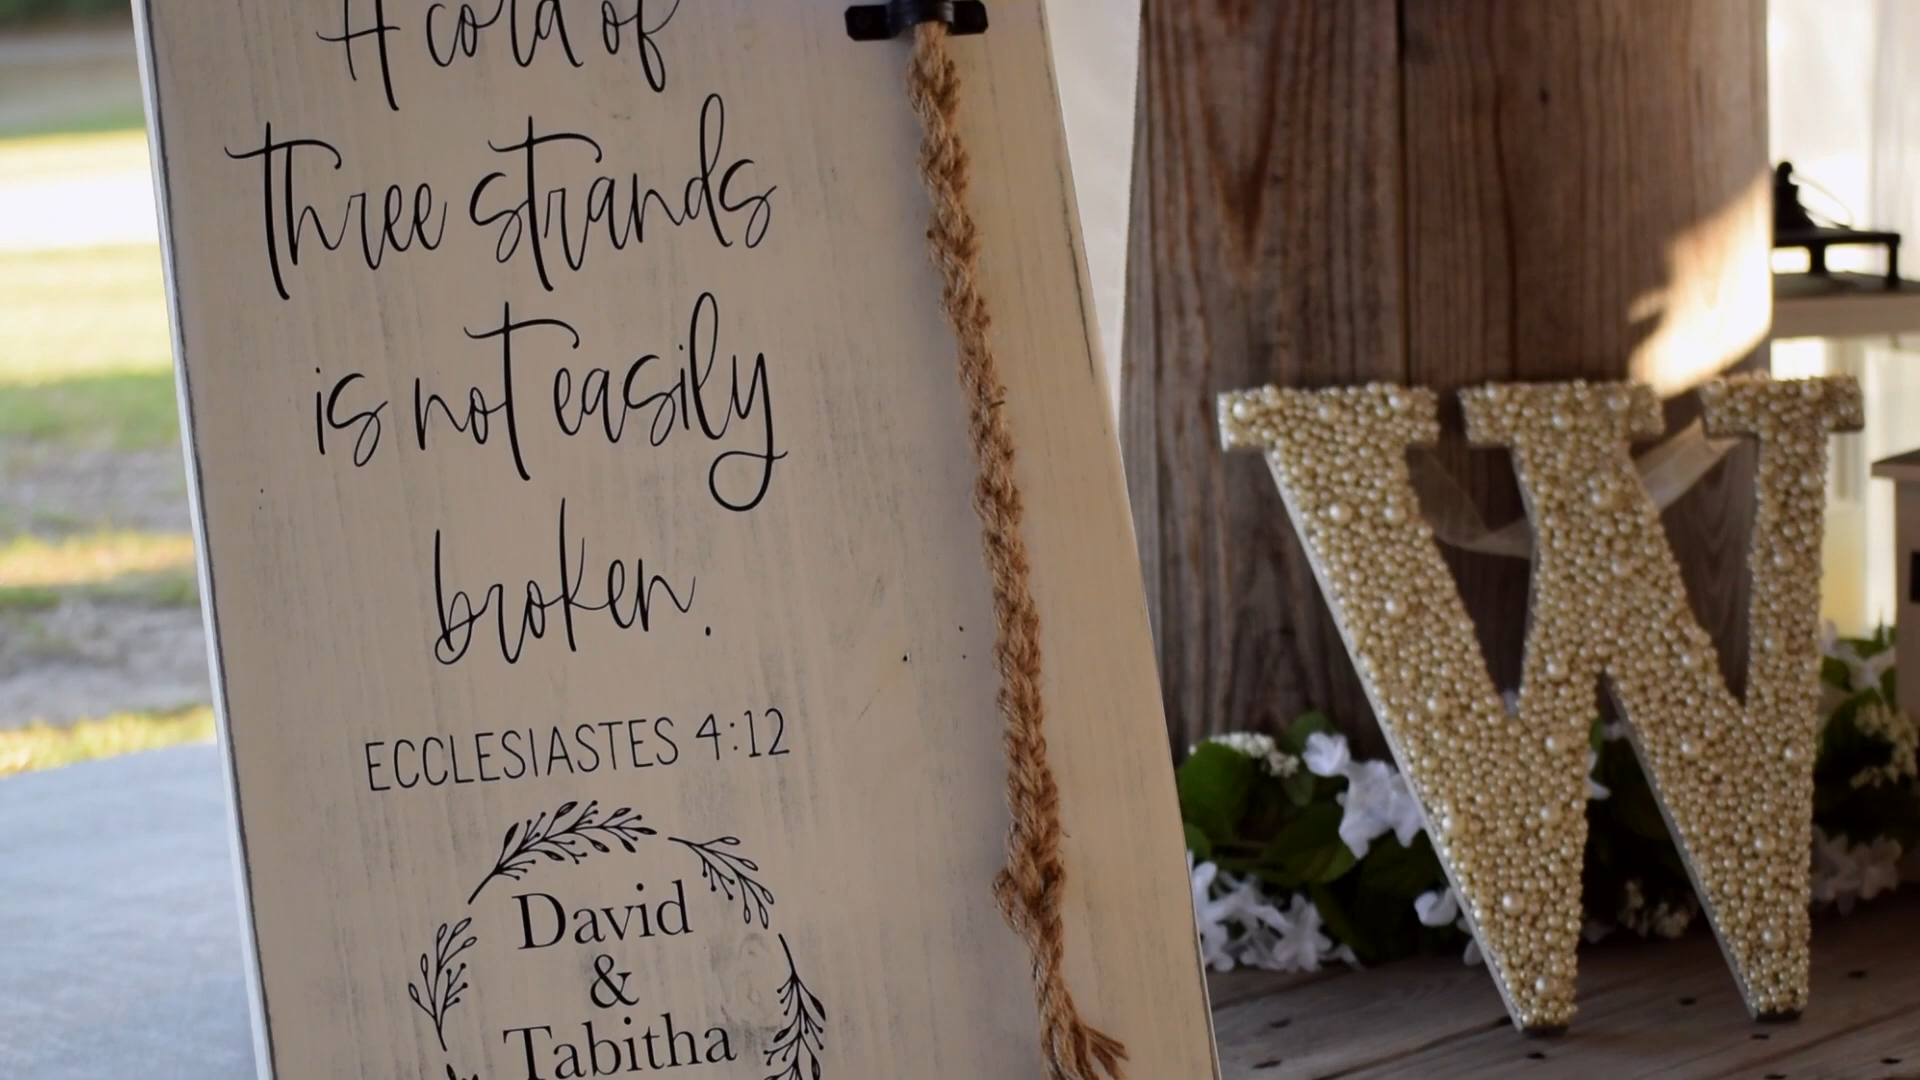 A cord of
three strands
is not easily
broken.
ECCLESIASTES 4:12
David
&
Tabitha
W